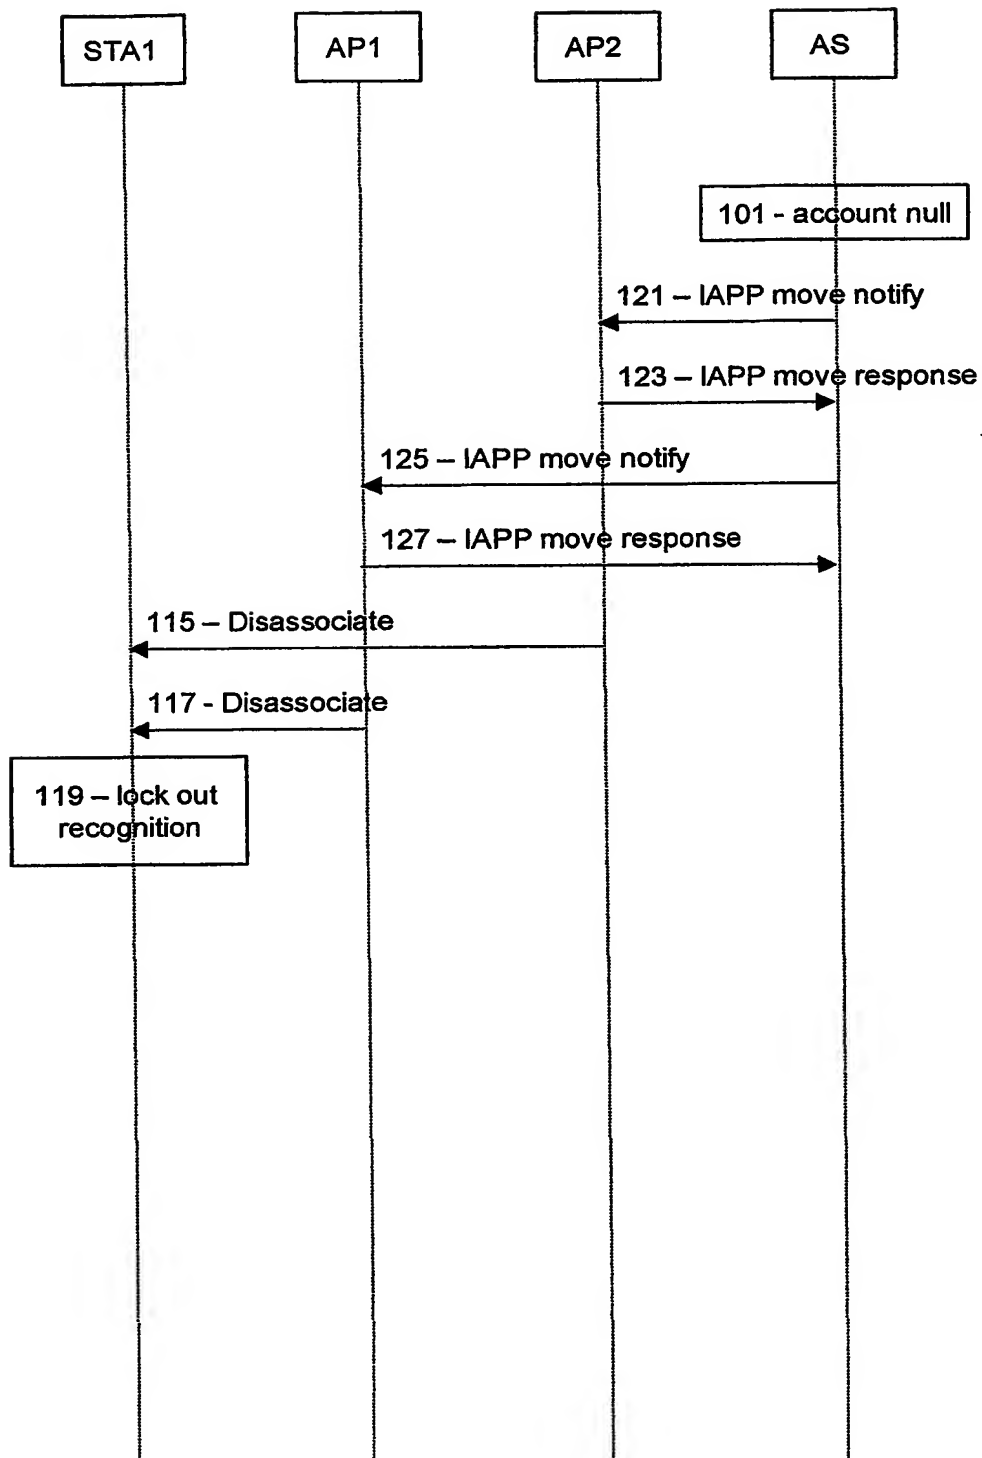 STA1
AP1
AP2
AS
101 - account null
121 – IAPP move notify
123 – IAPP move response
125 – IAPP move notify
127 – IAPP move response
115 – Disassociate
117 - Disassociate
119 – lock out
recognition